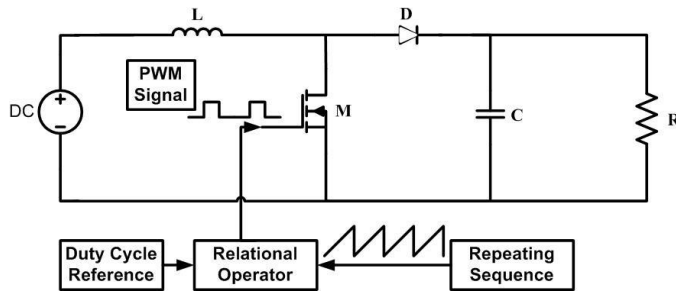 L
D
PWM
Signal
DC
M
C
R
Duty Cycle
Reference
Relational
Operator
Repeating
Sequence